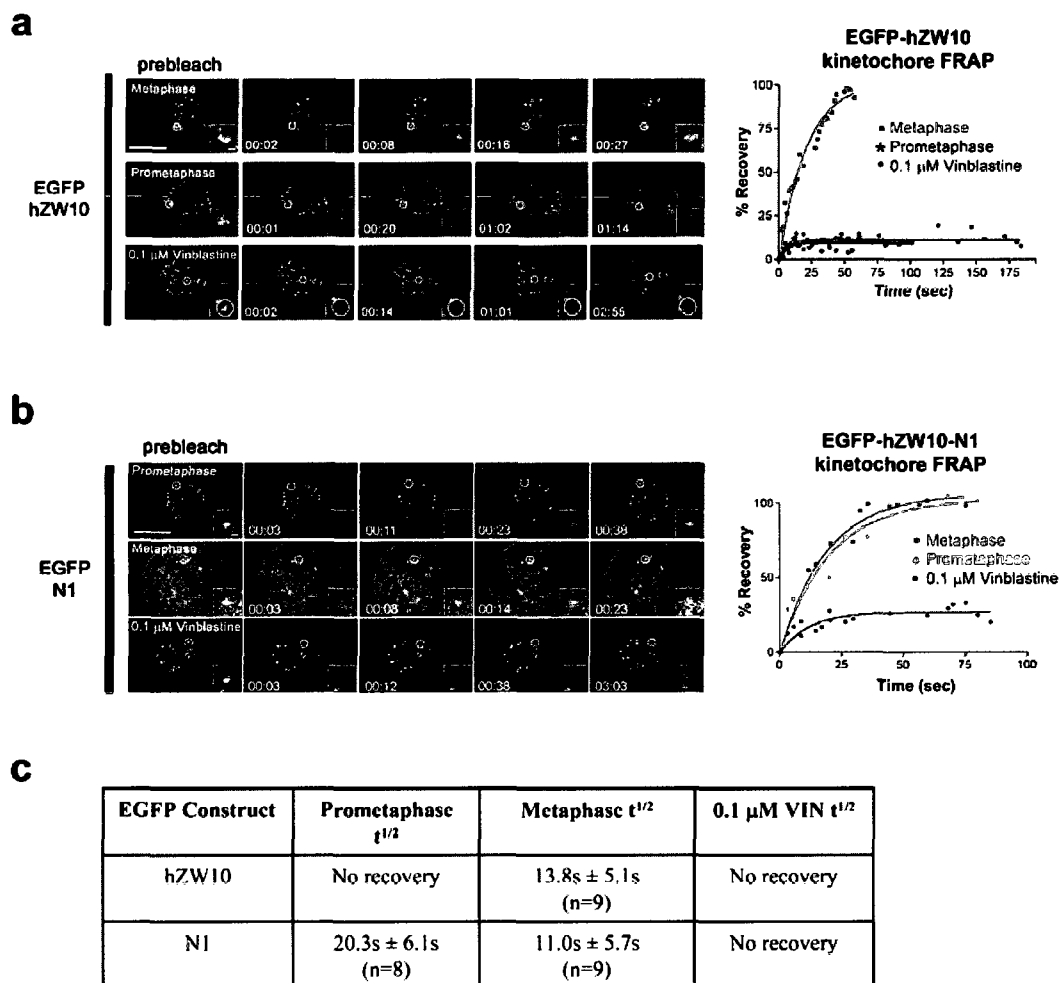 a
prebleach
EGFP
hZW10
Metaphase
00:02
00:08
00:16
00:27
Prometaphase
00:01
00:20
01:02
01:14
0.1 μM Vinblastine
00:02
00:14
01:01
02:55
EGFP-hZW10
kinetochore FRAP
% Recovery
100
75
50
25
0
Metaphase
Prometaphase
0.1 μM Vinblastine
0 25 50 75 100 125 150 175
Time (sec)
b
prebleach
EGFP
N1
Prometaphase
00:03
00:11
00:23
00:38
Metaphase
00:03
00:08
00:14
00:23
0.1 μM Vinblastine
00:03
00:12
00:38
03:03
EGFP-hZW10-N1
kinetochore FRAP
% Recovery
100
50
0
Metaphase
Prometaphase
0.1 μM Vinblastine
0 25 50 75 100
Time (sec)
c
EGFP Construct
Prometaphase
t1/2
Metaphase t1/2
0.1 μM VIN t1/2
hZW10
No recovery
13.8s ± 5.1s
(n=9)
No recovery
N1
20.3s ± 6.1s
(n=8)
11.0s ± 5.7s
(n=9)
No recovery